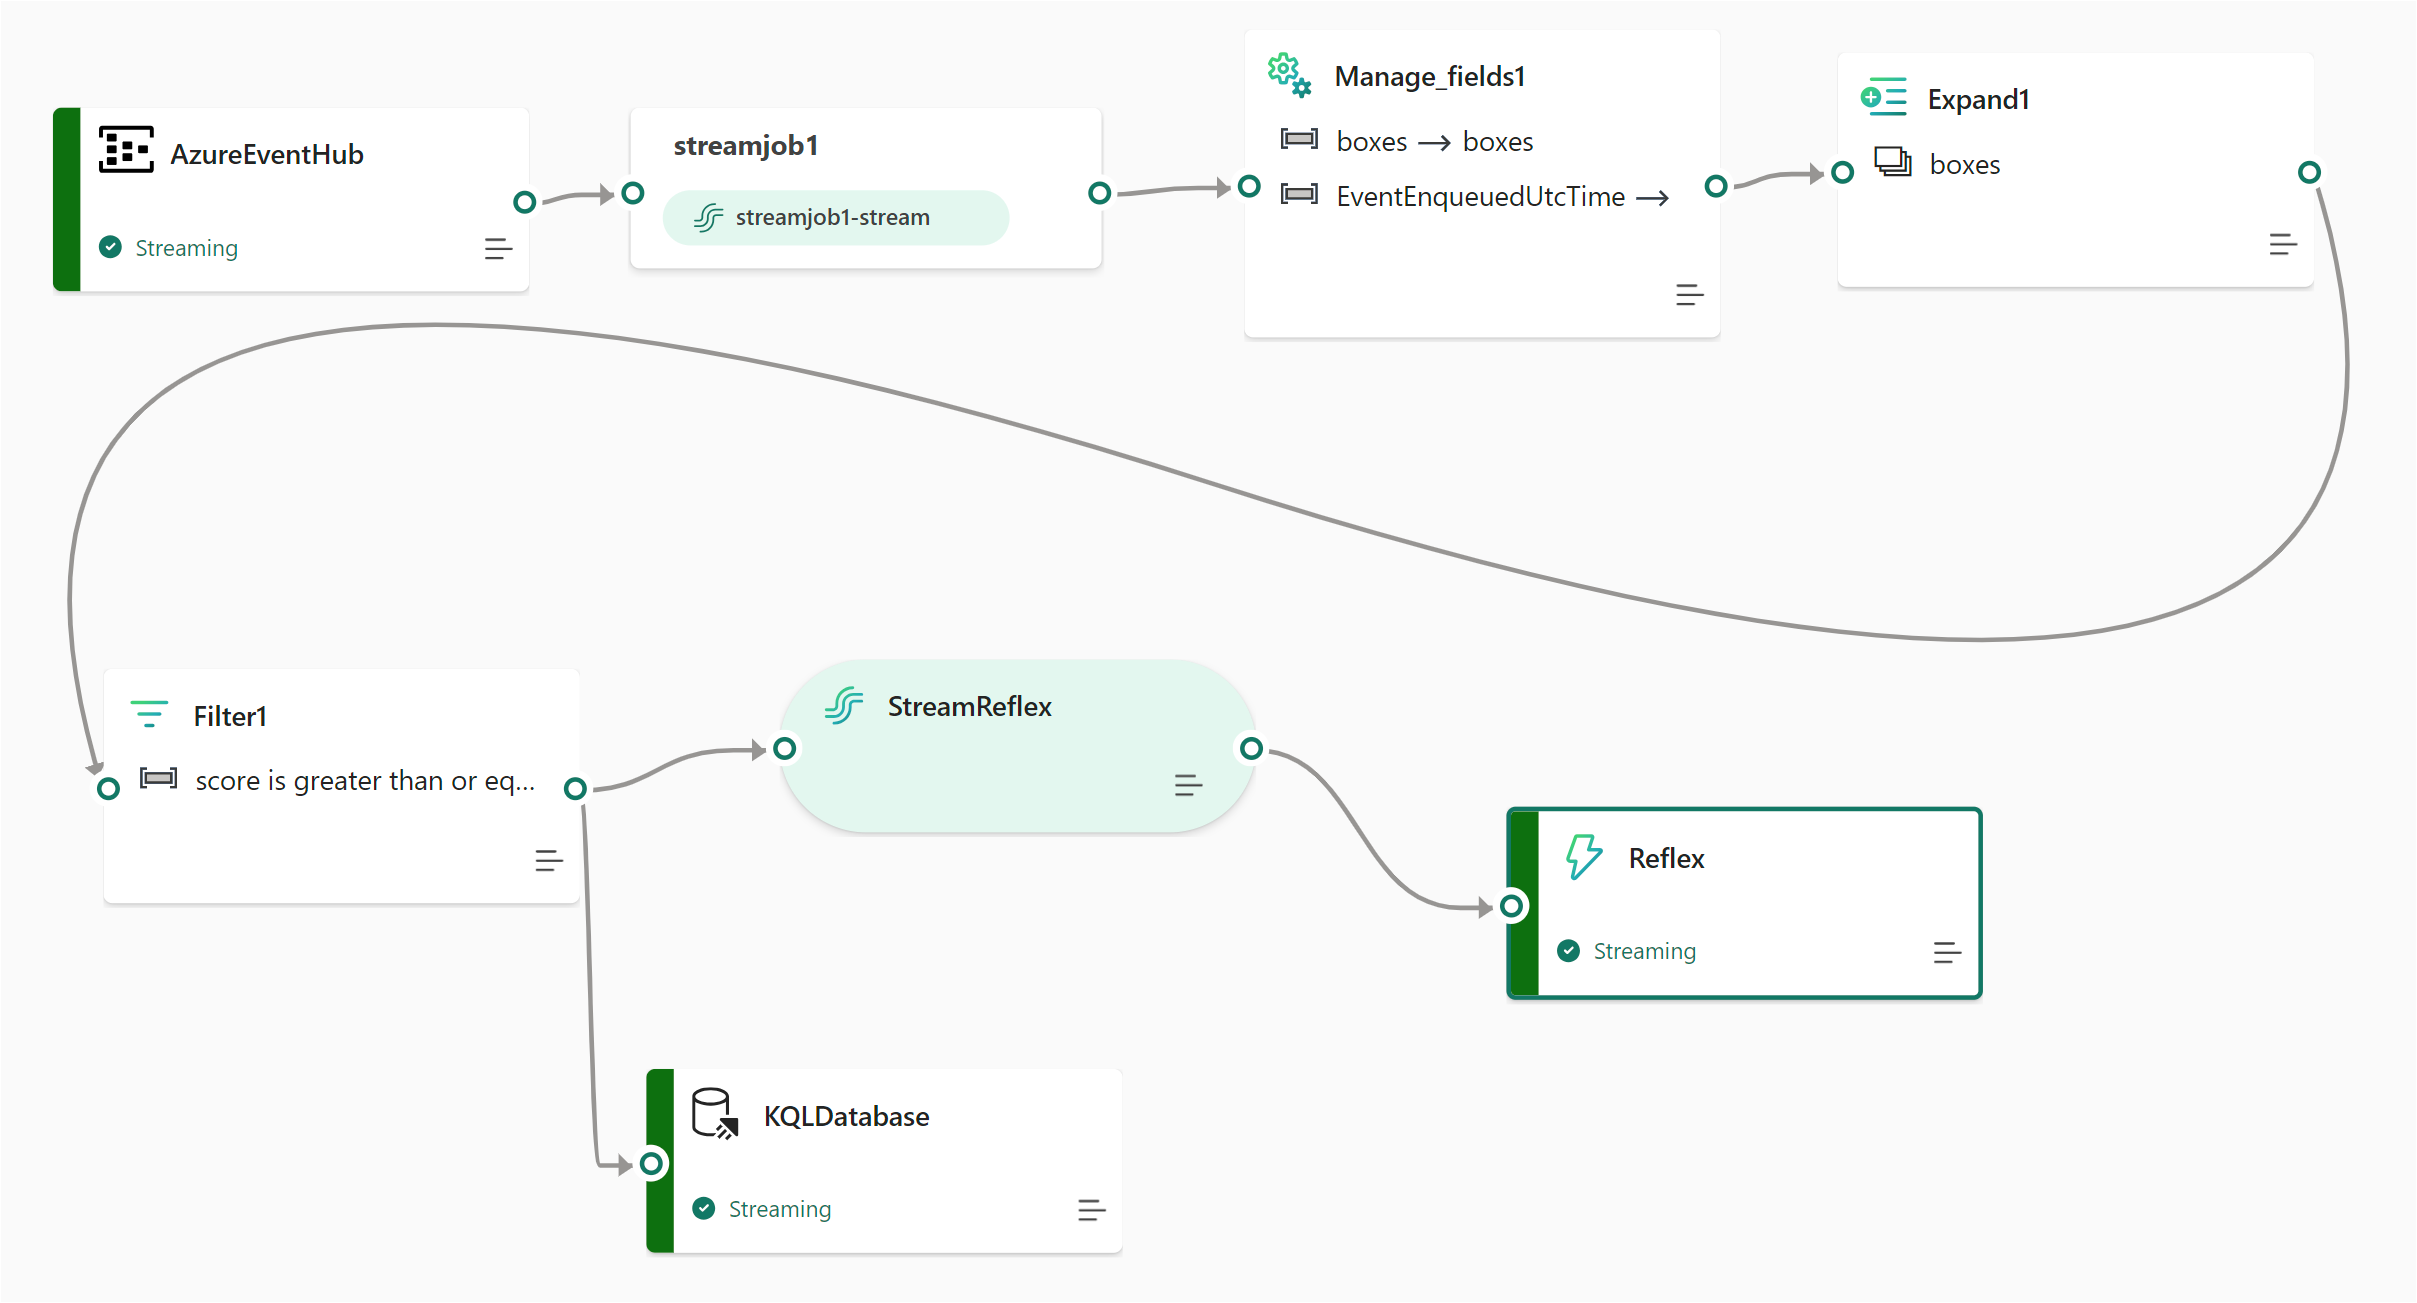 AzureEventHub
Streaming
streamjob1
streamjob1-stream
Manage_fields1
boxes → boxes
EventEnqueuedUtcTime →
Expand1
boxes
Filter1
score is greater than or eq...
StreamReflex
Reflex
Streaming
KQLDatabase
Streaming